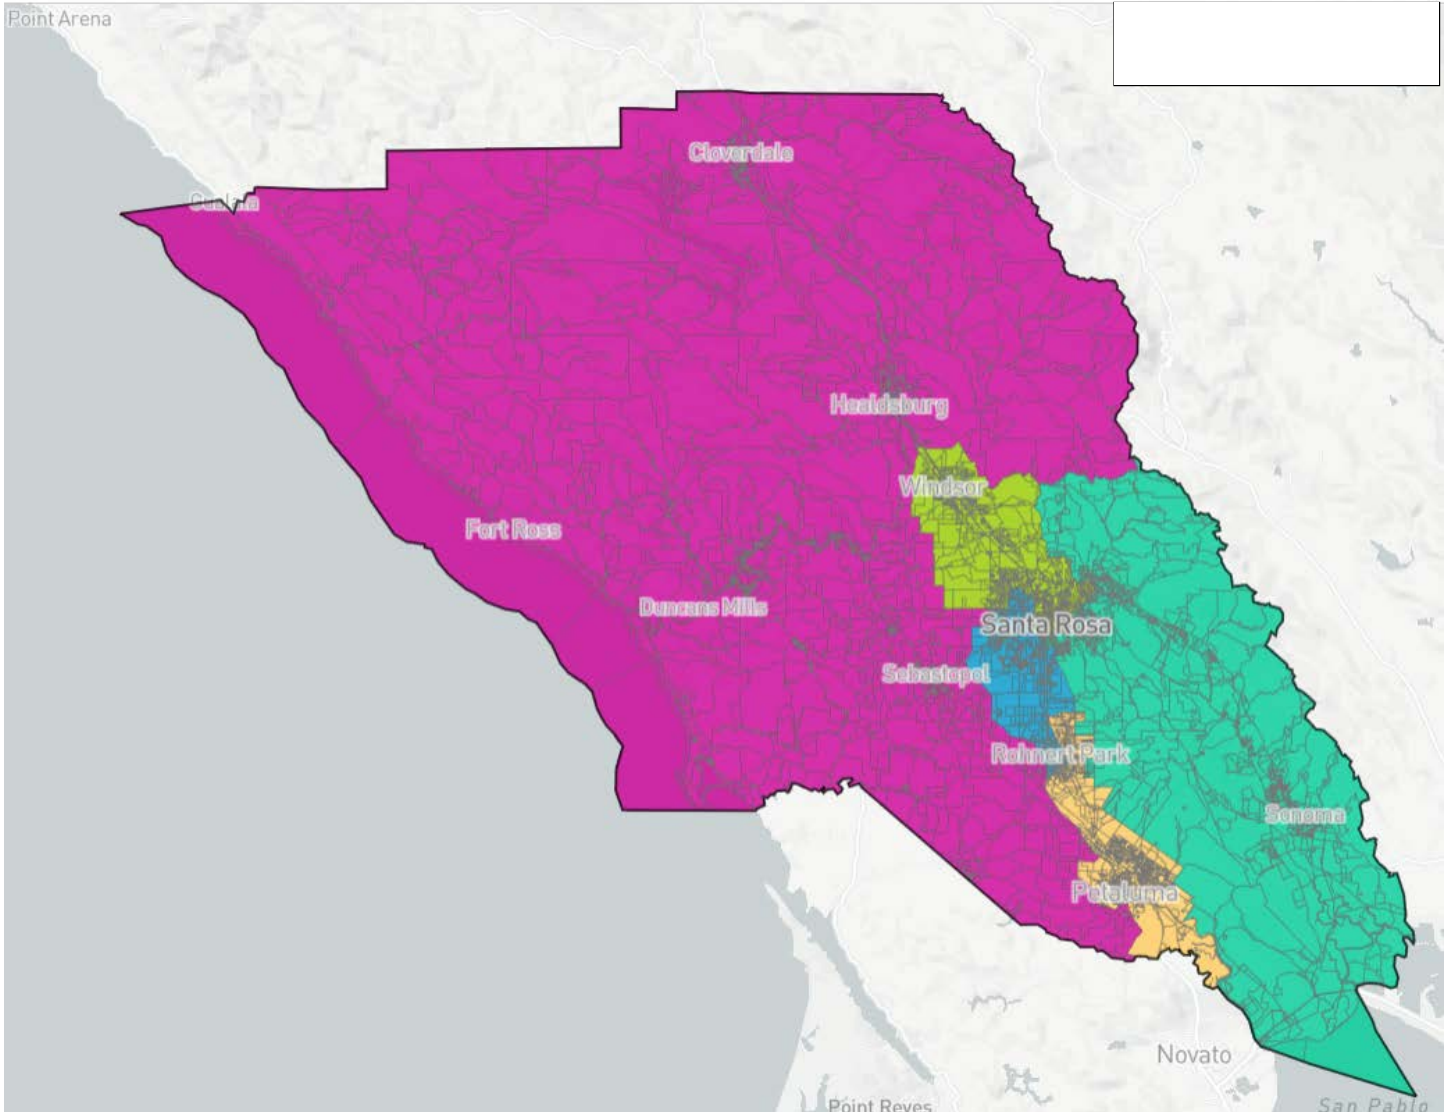 Point Arena
Cloverdale
Gualala
Healdsburg
Windsor
Fort Ross
Duncans Mills
Santa Rosa
Sebastopol
Rohnert Park
Sonoma
Petaluma
Novato
Point Reyes
San Pablo